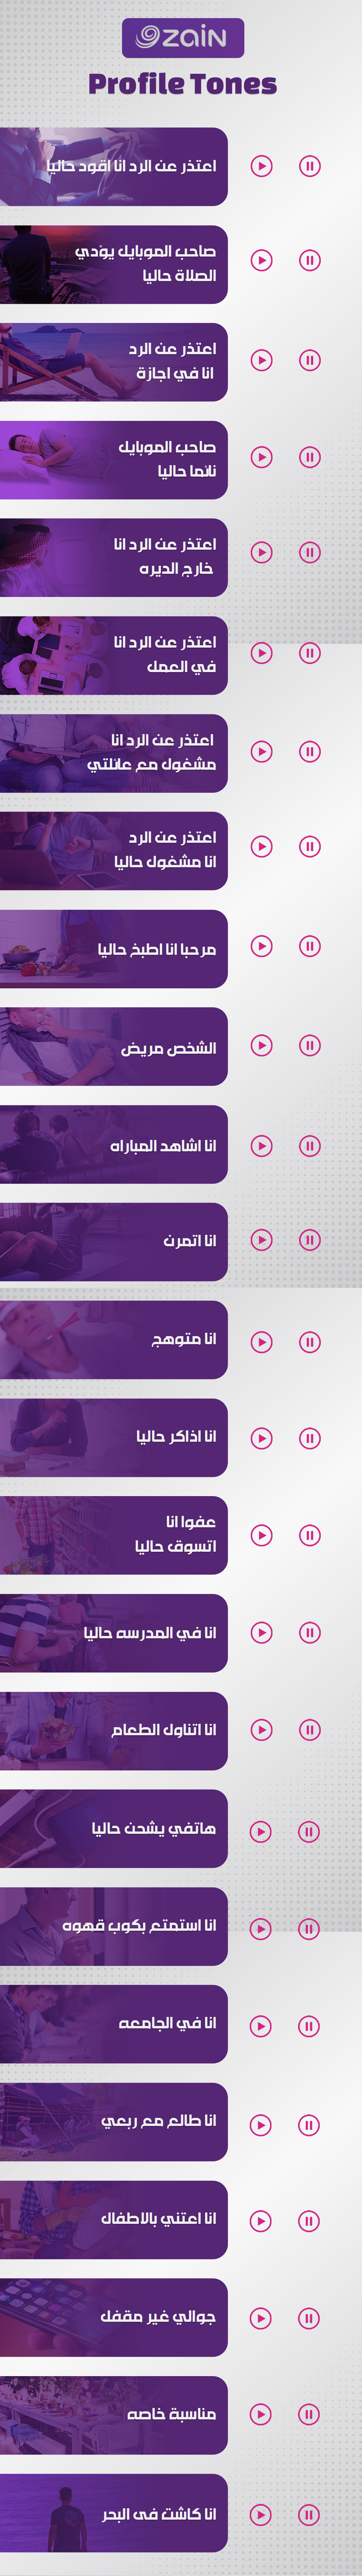 zain
Profile Tones
اعتذر عن الرد انا اقود حاليا
صاحب الموبايل يؤدي
الصلاة حاليا
اعتذر عن الرد
انا في اجازة
صاحب الموبايل
نائما حاليا
اعتذر عن الرد انا
خارج الديره
اعتذر عن الرد انا
في العمل
اعتذر عن الرد انا
مشغول مع عائلتي
اعتذر عن الرد
انا مشغول حاليا
مرحبا انا اطبخ حاليا
الشخص مريض
انا اشاهد المباراه
انا اتمرن
انا متوهج
انا اذاكر حاليا
عفوا انا
اتسوق حاليا
انا في المدرسه حاليا
انا اتناول الطعام
هاتفي يشحن حاليا
انا استمتع بكوب قهوه
انا في الجامعه
انا طالع مع ربعي
انا اعتني بالاطفال
جوالي غير مقفل
مناسبة خاصه
انا كاشت في البحر